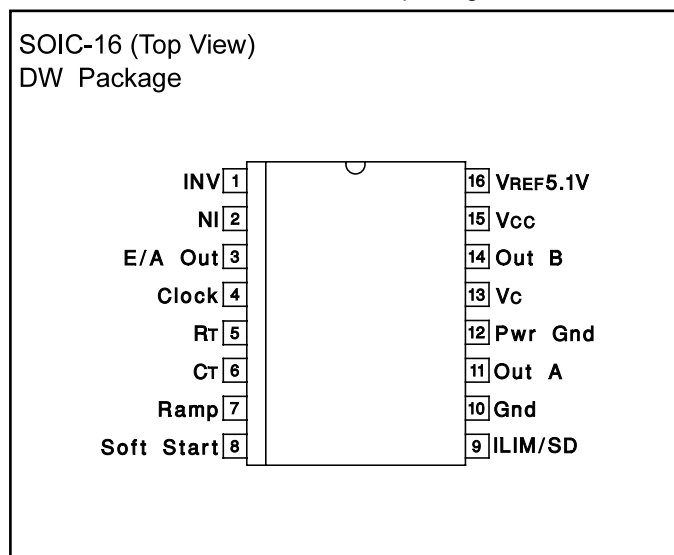 SOIC-16 (Top View)
DW Package
INV 1
NI 2
E/A Out 3
Clock 4
RT 5
CT 6
Ramp 7
Soft Start 8
16 VREF5.1V
15 Vcc
14 Out B
13 Vc
12 Pwr Gnd
11 Out A
10 Gnd
9 ILIM/SD